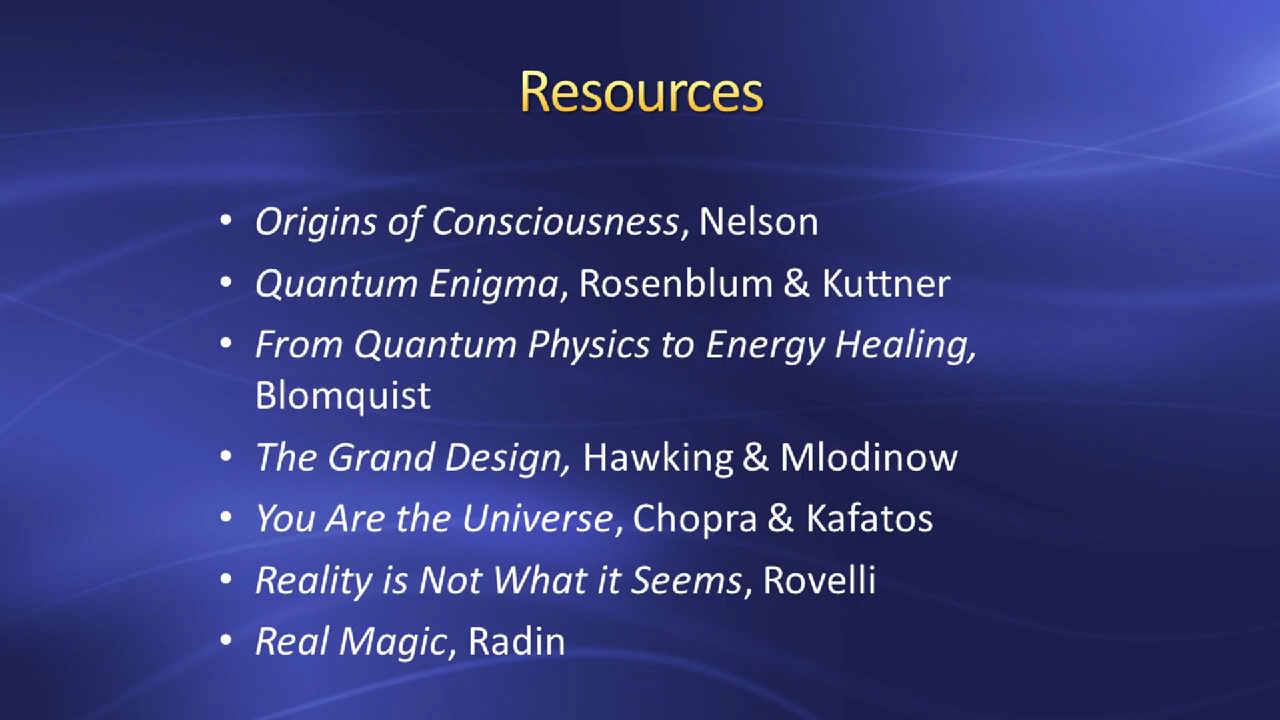 Resources
• Origins of Consciousness, Nelson
• Quantum Enigma, Rosenblum & Kuttner
• From Quantum Physics to Energy Healing,
Blomquist
• The Grand Design, Hawking & Mlodinow
• You Are the Universe, Chopra & Kafatos
• Reality is Not What it Seems, Rovelli
• Real Magic, Radin